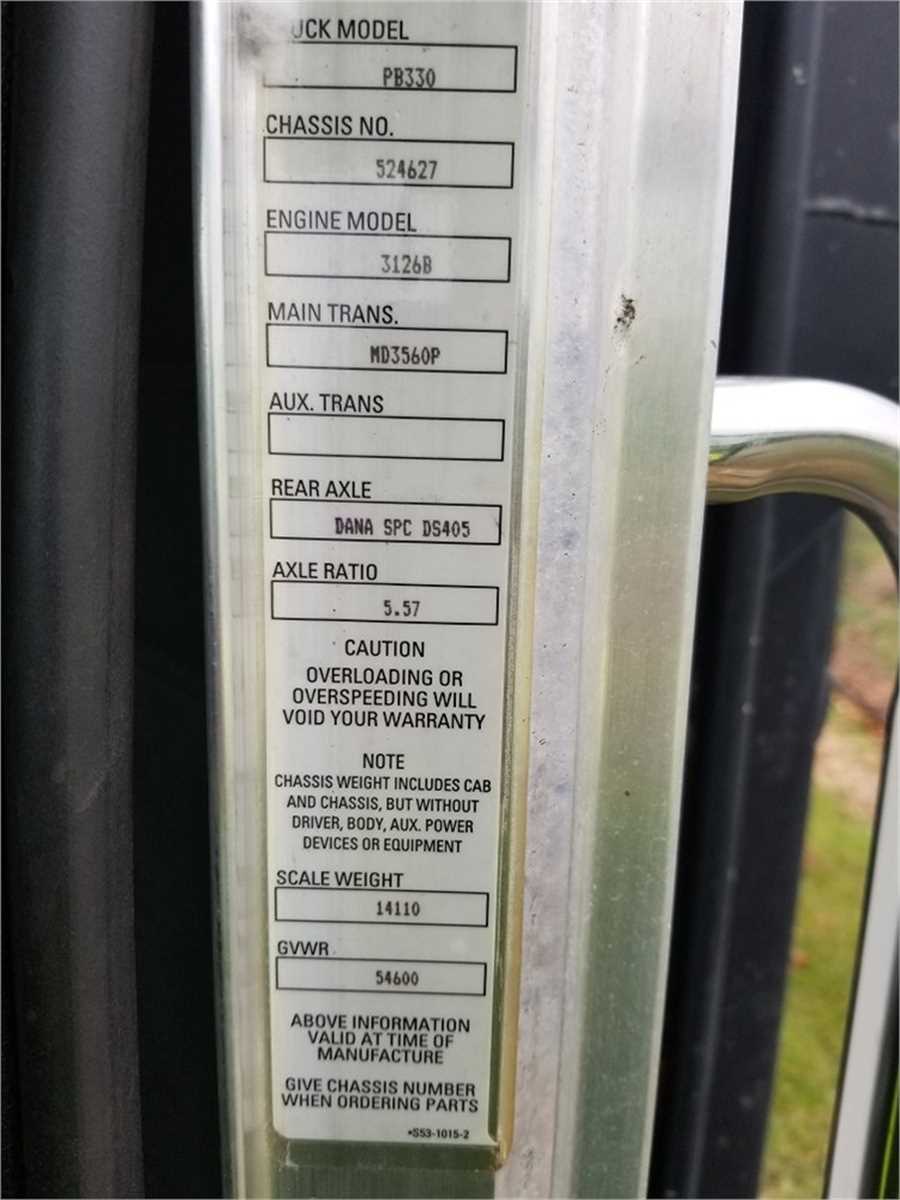 UCK MODEL
PB330
CHASSIS NO.
524627
ENGINE MODEL
3126B
MAIN TRANS.
MD3560P
AUX. TRANS
REAR AXLE
DANA SPC DS405
AXLE RATIO
5.57
CAUTION
OVERLOADING OR
OVERSPEEDING WILL
VOID YOUR WARRANTY
NOTE
CHASSIS WEIGHT INCLUDES CAB
AND CHASSIS, BUT WITHOUT
DRIVER, BODY, AUX. POWER
DEVICES OR EQUIPMENT
SCALE WEIGHT
14110
GVWR
54600
ABOVE INFORMATION
VALID AT TIME OF
MANUFACTURE
GIVE CHASSIS NUMBER
WHEN ORDERING PARTS
•S53-1015-2